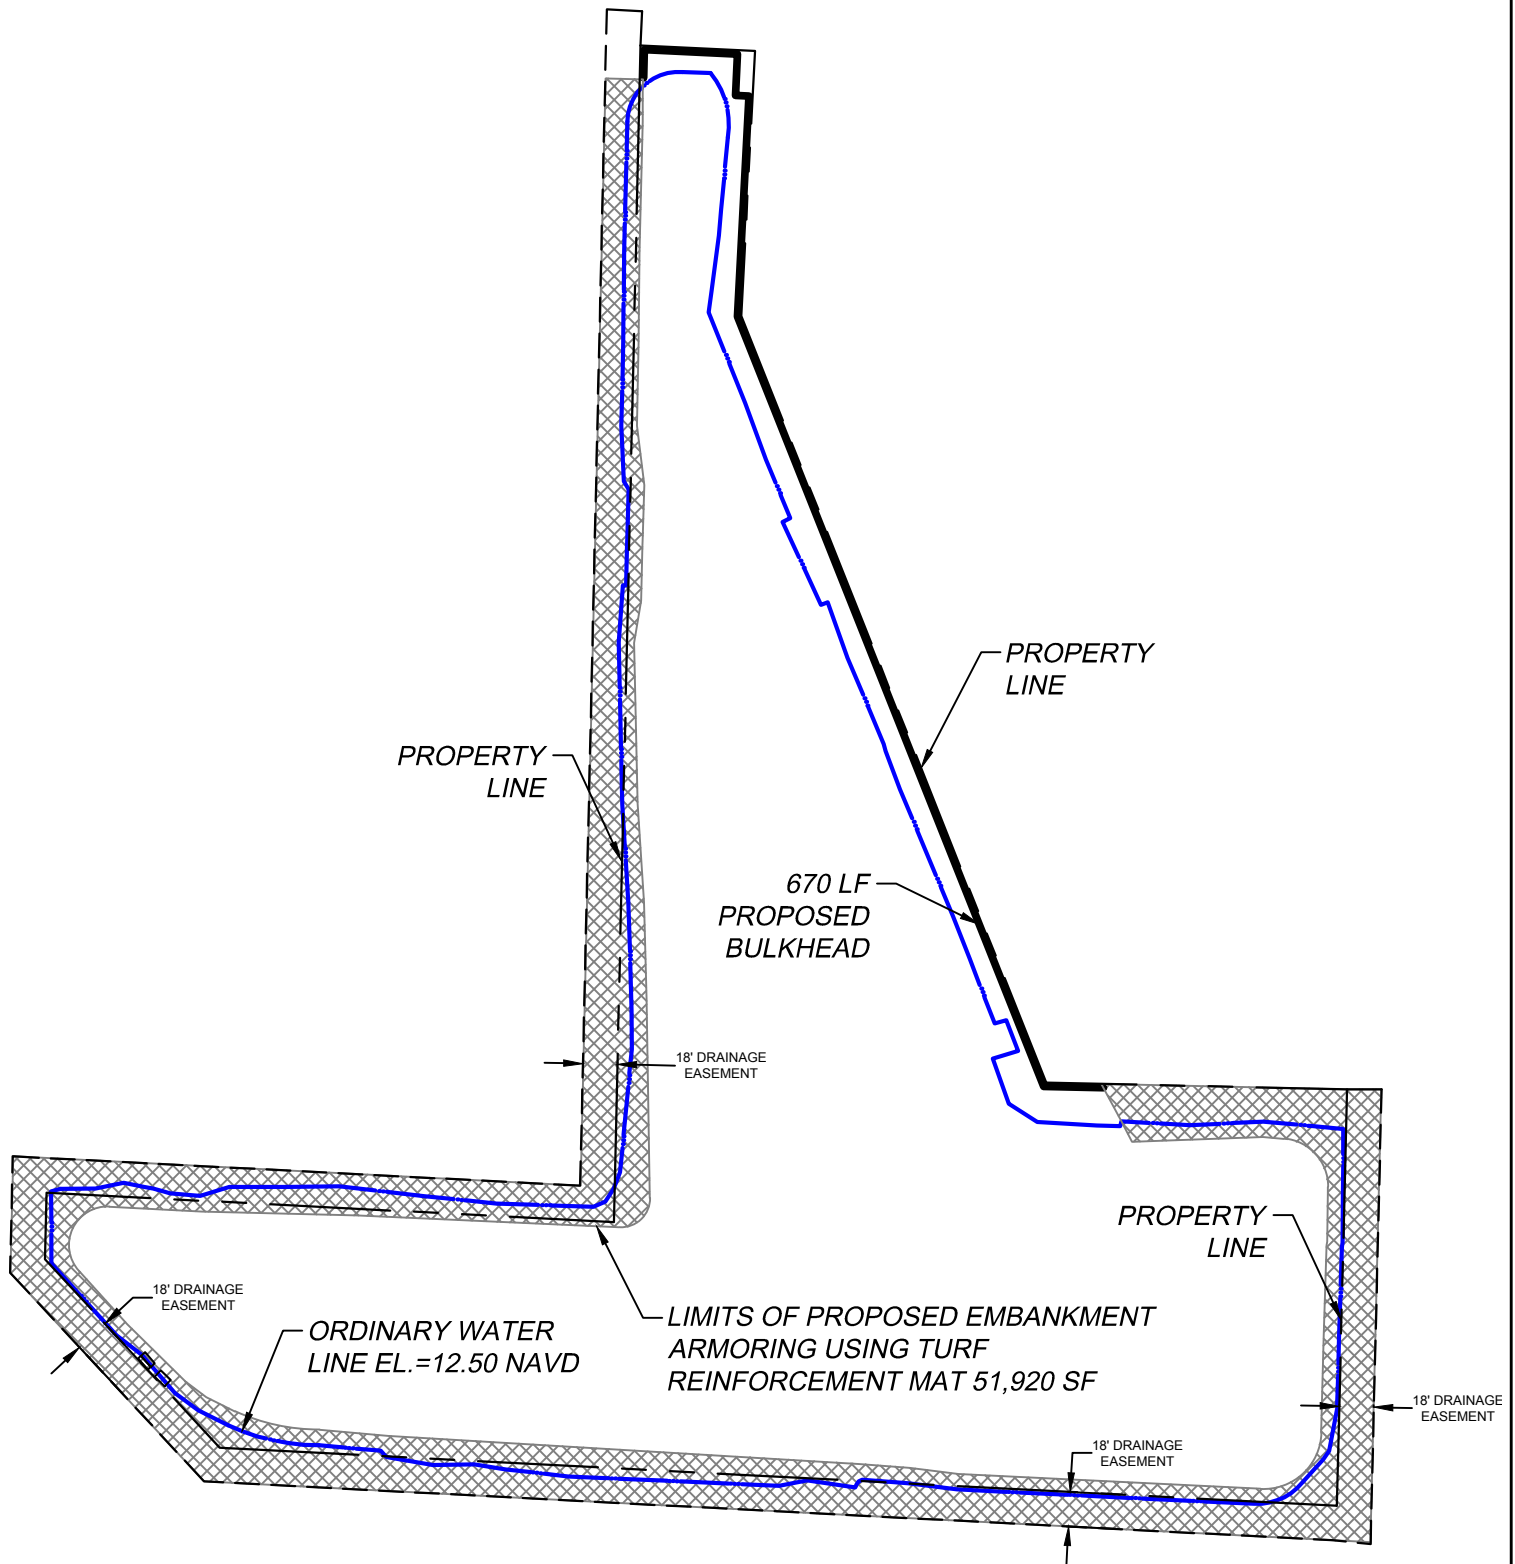 PROPERTY
LINE
PROPERTY
LINE
670 LF
PROPOSED
BULKHEAD
18' DRAINAGE
EASEMENT
PROPERTY
LINE
18' DRAINAGE
EASEMENT
ORDINARY WATER
LINE EL.=12.50 NAVD
LIMITS OF PROPOSED EMBANKMENT
ARMORING USING TURF
REINFORCEMENT MAT 51,920 SF
18' DRAINAGE
EASEMENT
18' DRAINAGE
EASEMENT